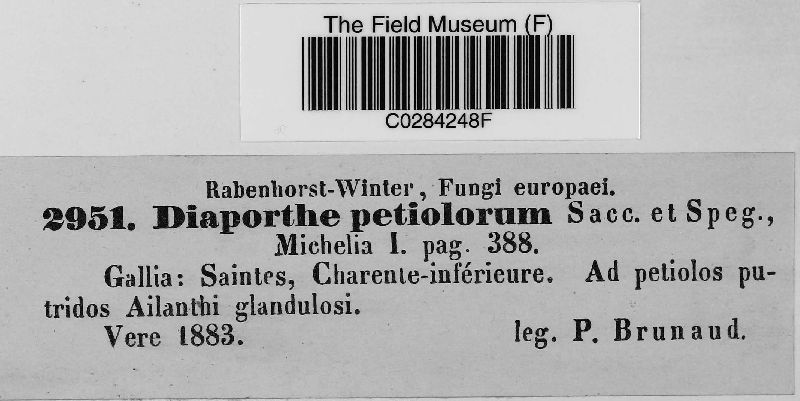 The Field Museum (F)
C0284248F
Rabenhorst-Winter, Fungi europaei.
2951. Diaporthe petiolorum Sacc. et Speg.,
Michelia I. pag. 388.
Gallia: Saintes, Charente-inférieure. Ad petiolos pu-
tridos Ailanthi glandulosi.
Vere 1883. leg. P. Brunaud.